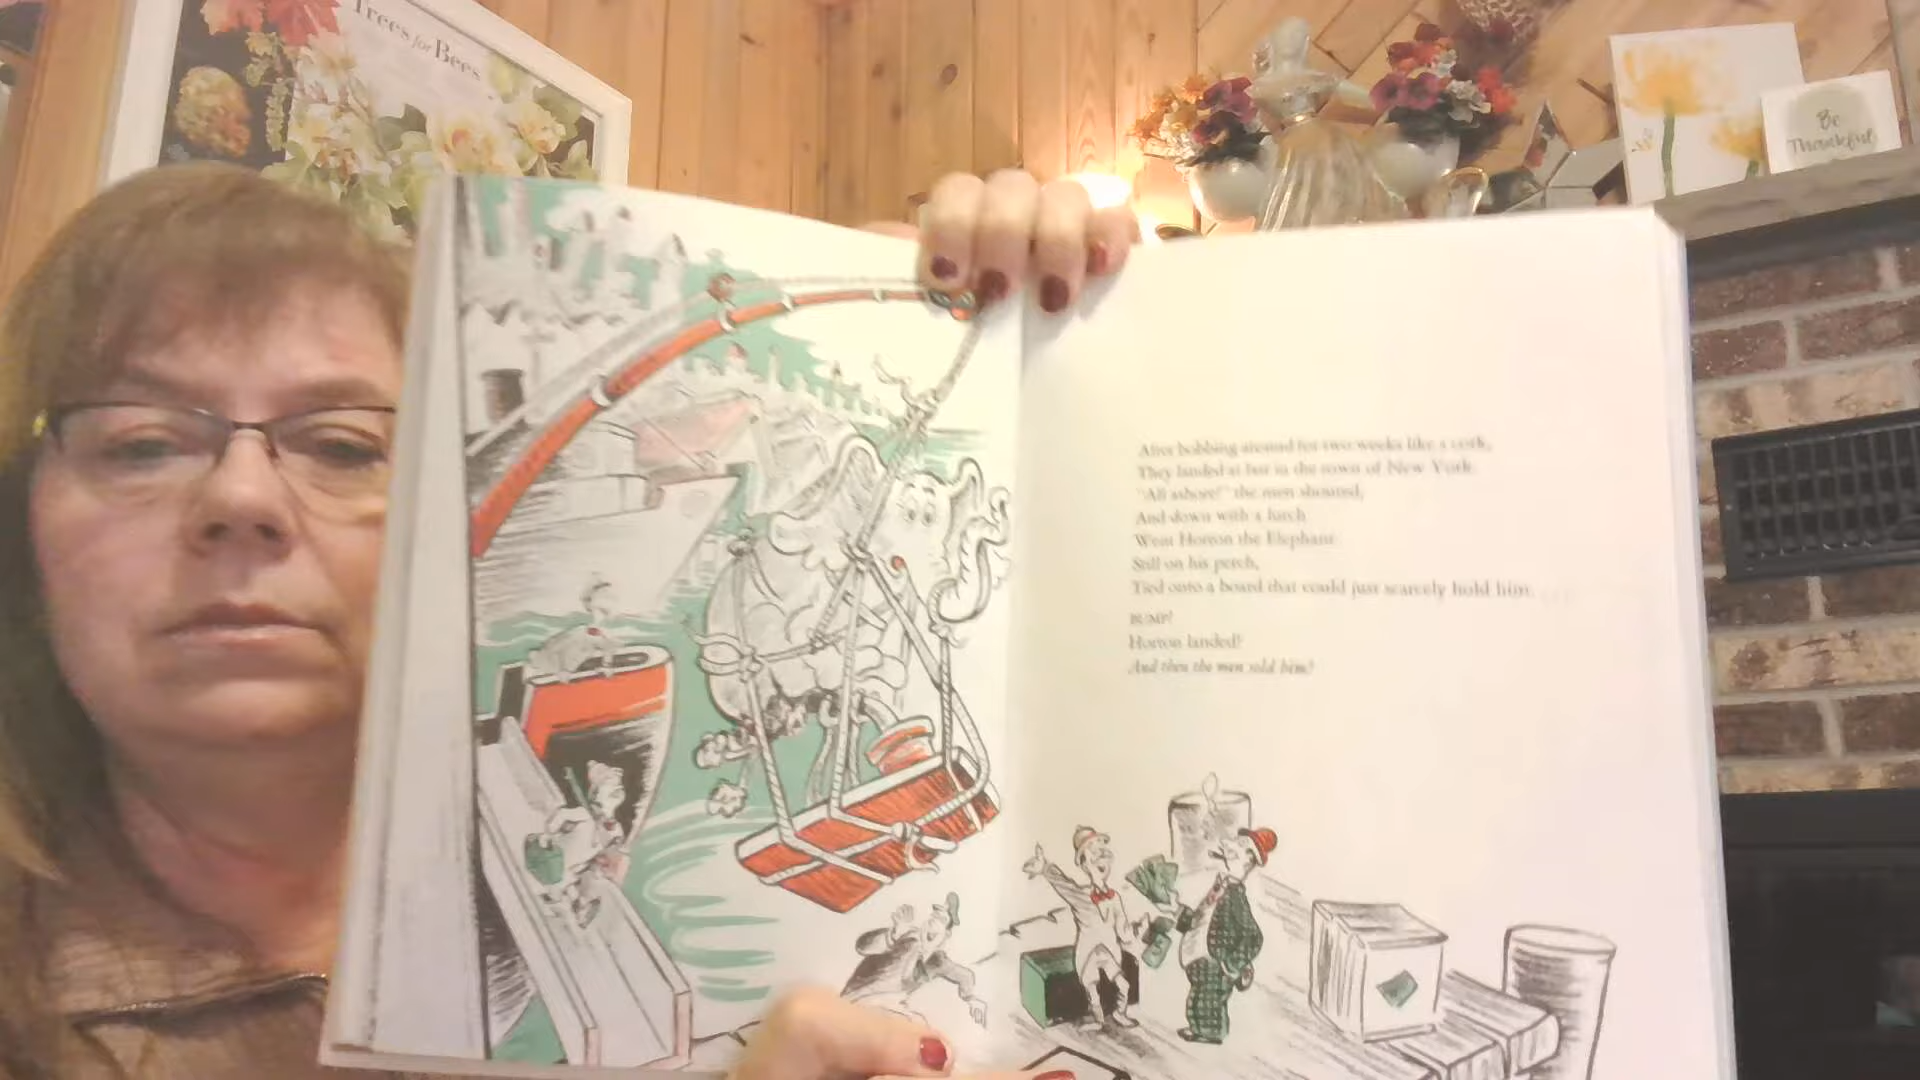 Trees for Bees
Be
Thankful
After bobbing around for two weeks like a cork,
They landed at last in the town of New York.
"All ashore!" the men shouted,
And down with a lurch
Went Horton the Elephant
Still on his perch,
Tied onto a board that could just scarcely hold him.
BUMP!
Horton landed!
And then the men sold him!